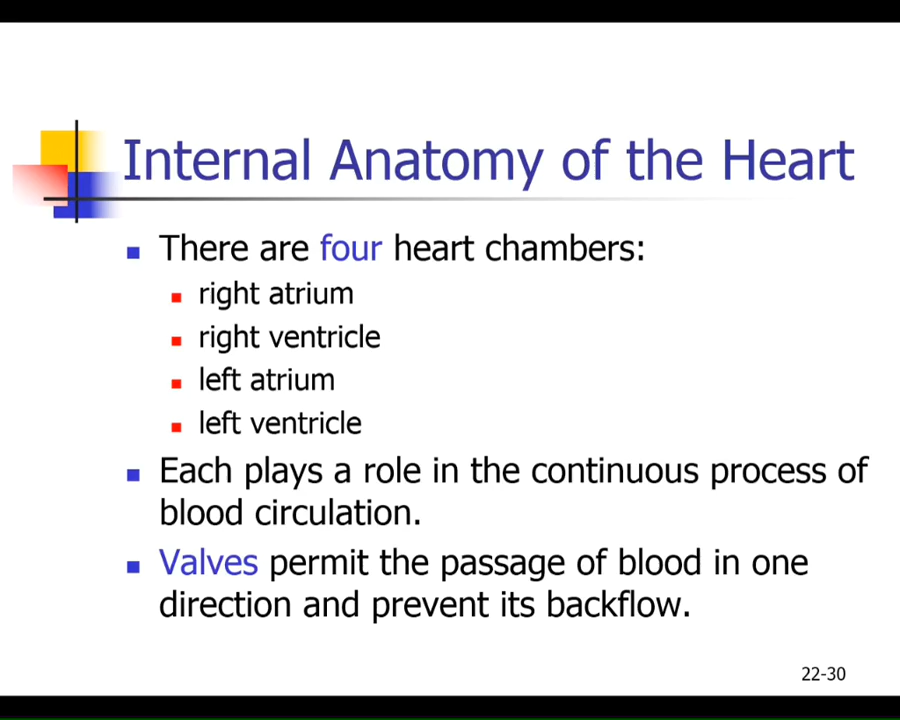 Internal Anatomy of the Heart
There are four heart chambers:
right atrium
right ventricle
left atrium
left ventricle
Each plays a role in the continuous process of
blood circulation.
Valves permit the passage of blood in one
direction and prevent its backflow.
22-30